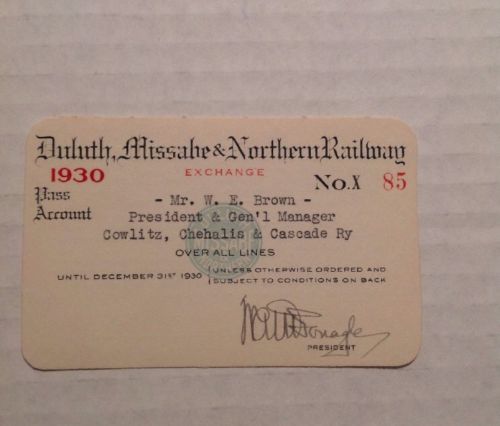 Duluth, Missabe & Northern Railway
1930 EXCHANGE No. X 85
Pass - Mr. W. E. Brown -
Account President & Gen'l Manager
Cowlitz, Chehalis & Cascade Ry
OVER ALL LINES
UNTIL DECEMBER 31ST 1930 { UNLESS OTHERWISE ORDERED AND
SUBJECT TO CONDITIONS ON BACK
PRESIDENT